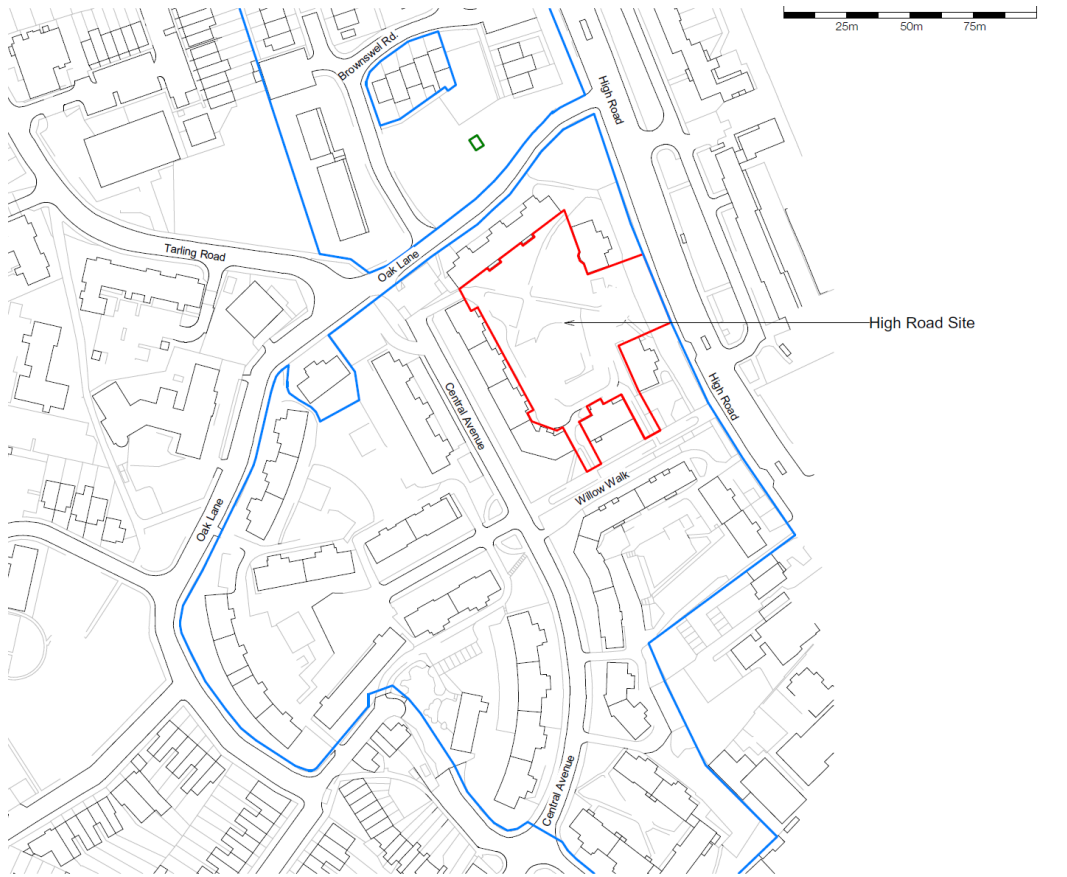 25m 50m 75m
Brownswel Rd.
High Road
Tarling Road
Oak Lane
High Road Site
Central Avenue
High Road
Willow Walk
Oak Lane
Central Avenue